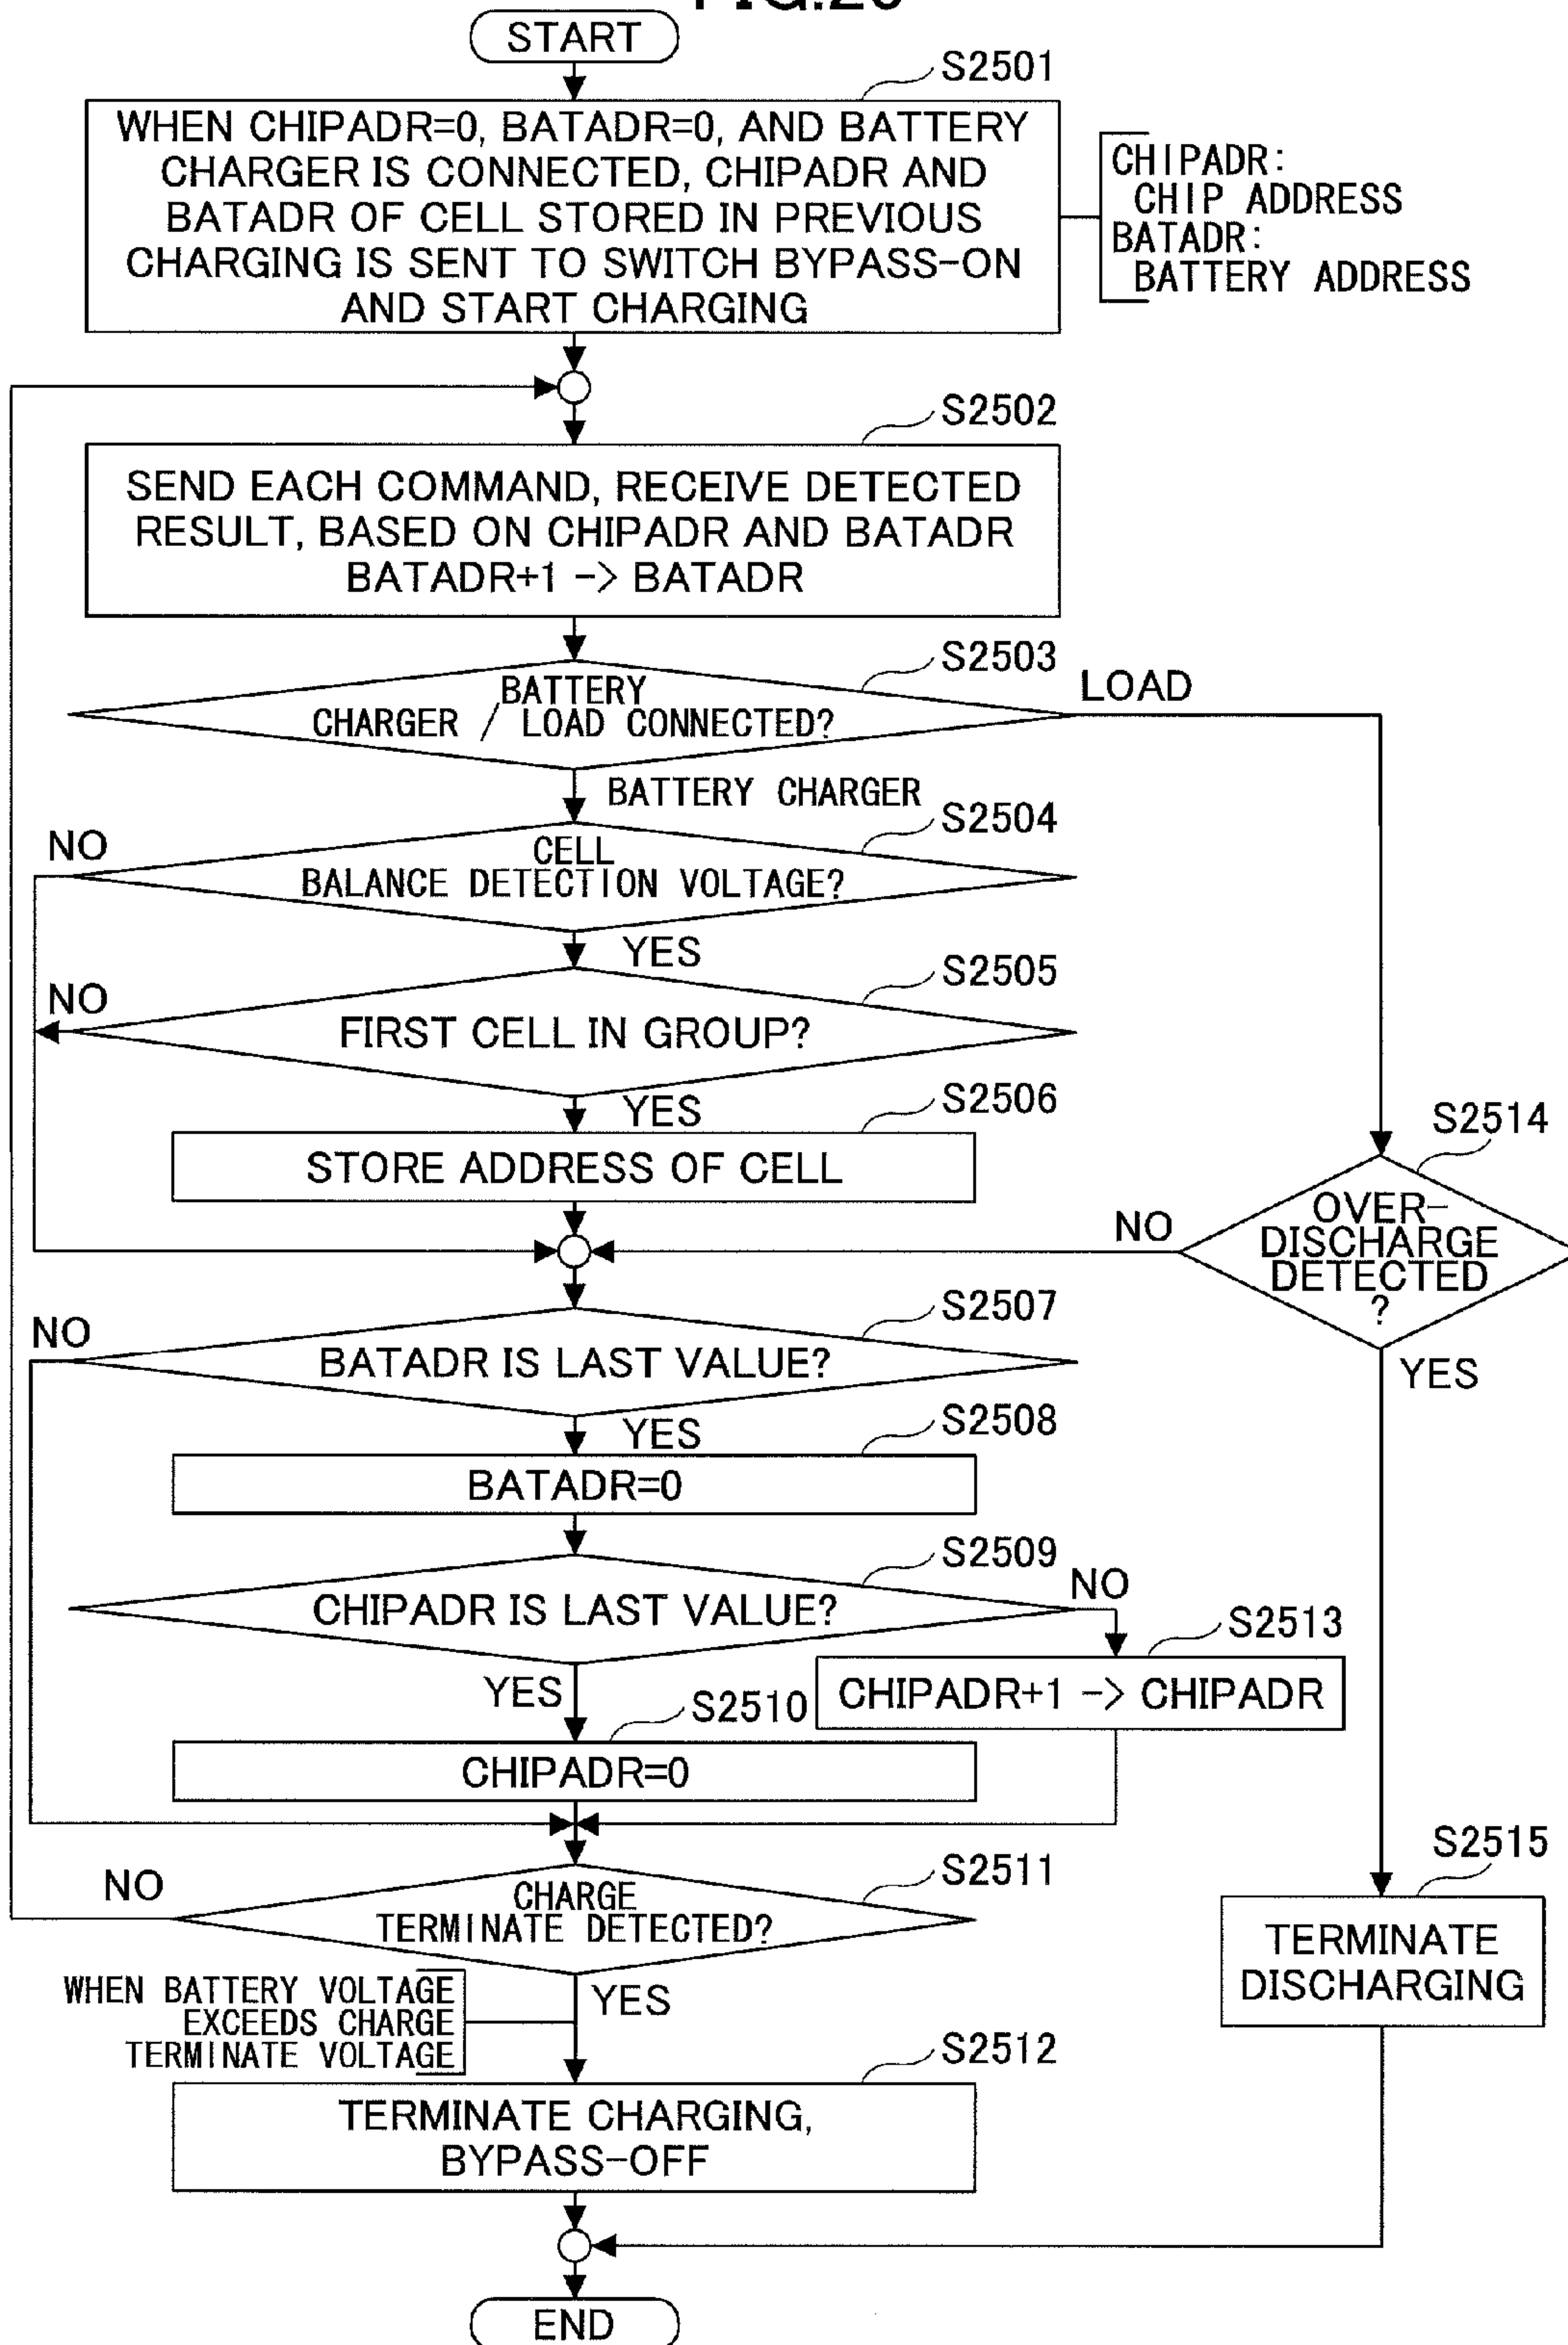 START
S2501
WHEN CHIPADR=0, BATADR=0, AND BATTERY
CHARGER IS CONNECTED, CHIPADR AND
BATADR OF CELL STORED IN PREVIOUS
CHARGING IS SENT TO SWITCH BYPASS-ON
AND START CHARGING
CHIPADR:
CHIP ADDRESS
BATADR:
BATTERY ADDRESS
S2502
SEND EACH COMMAND, RECEIVE DETECTED
RESULT, BASED ON CHIPADR AND BATADR
BATADR+1 -> BATADR
S2503
BATTERY
CHARGER / LOAD CONNECTED?
LOAD
BATTERY CHARGER
S2504
NO
CELL
BALANCE DETECTION VOLTAGE?
YES
S2505
NO
FIRST CELL IN GROUP?
YES
S2506
STORE ADDRESS OF CELL
S2514
OVER-
DISCHARGE
DETECTED
?
NO
YES
S2507
NO
BATADR IS LAST VALUE?
YES
S2508
BATADR=0
S2509
CHIPADR IS LAST VALUE?
NO
S2513
CHIPADR+1 -> CHIPADR
YES
S2510
CHIPADR=0
S2511
NO
CHARGE
TERMINATE DETECTED?
YES
WHEN BATTERY VOLTAGE
EXCEEDS CHARGE
TERMINATE VOLTAGE
S2515
TERMINATE
DISCHARGING
S2512
TERMINATE CHARGING,
BYPASS-OFF
END